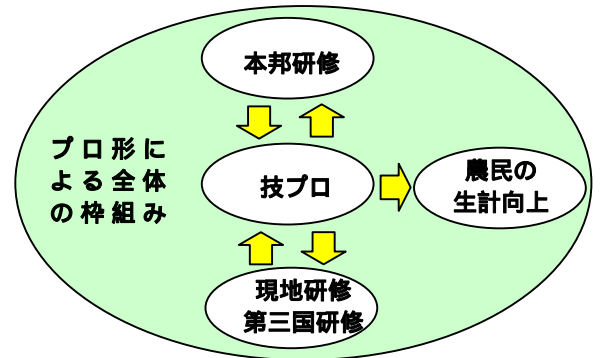 本邦研修
プロ形に
よる全体
の枠組み
技プロ
農民の
生計向上
現地研修
第三国研修